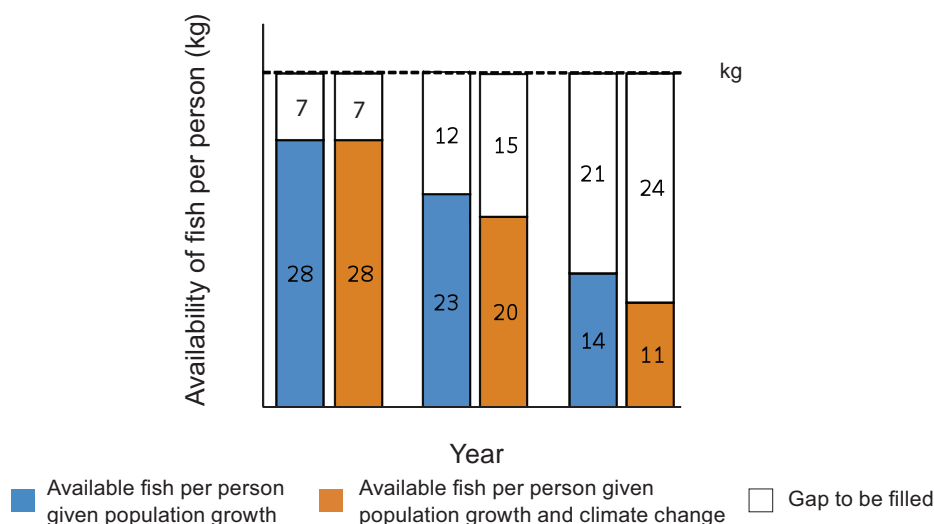 Availability of fish per person (kg)
kg
7
7
12
15
21
24
28
28
23
20
14
11
Year
Available fish per person
given population growth
Available fish per person given
population growth and climate change
Gap to be filled